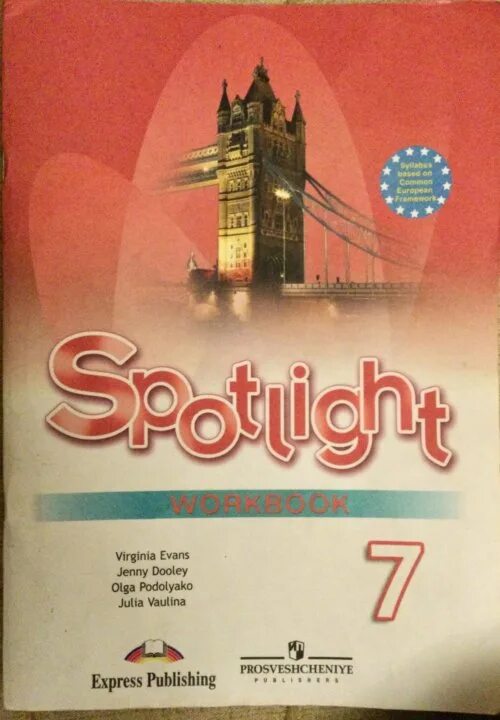 Syllabus
based on
Common
European
Framework
Spotlight
WORKBOOK
7
Virginia Evans
Jenny Dooley
Olga Podolyako
Julia Vaulina
Express Publishing
PROSVESHCHENIYE
PUBLISHERS